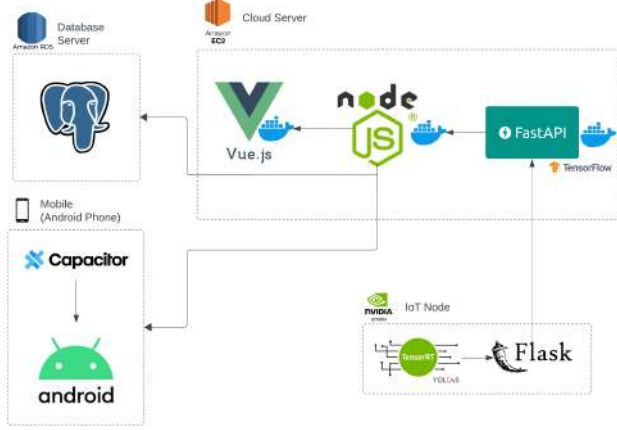 Database
Server
Amazon RDS
Cloud Server
Amazon
EC2
node
JS
®
Vue.js
FastAPI
TensorFlow
Mobile
(Android Phone)
Capacitor
android
NVIDIA
IoT Node
TensorRT
YOLOv5
Flask